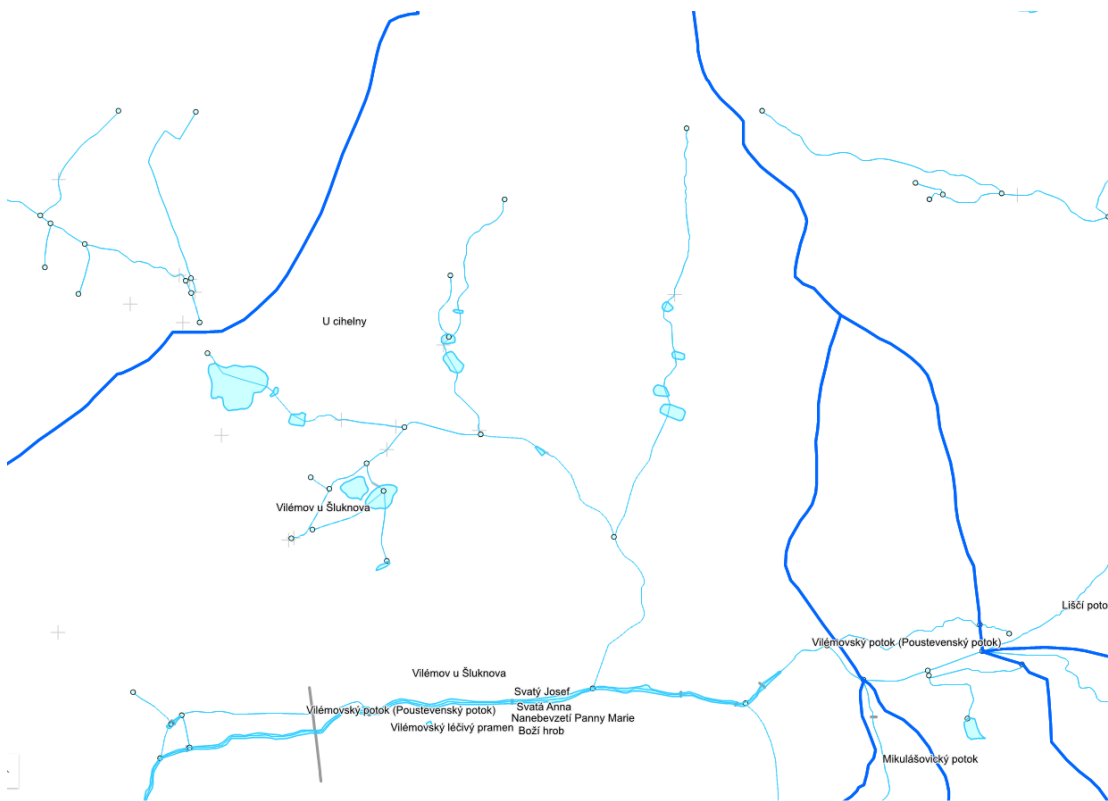 U cihelny
Vilémov u Šluknova
Liščí poto
Vilémovský potok (Poustevenský potok)
Vilémov u Šluknova
Svatý Josef
Svatá Anna
Vilémovský potok (Poustevenský potok)
Nanebevzetí Panny Marie
Vilémovský léčivý pramen
Boží hrob
Mikulášovický potok